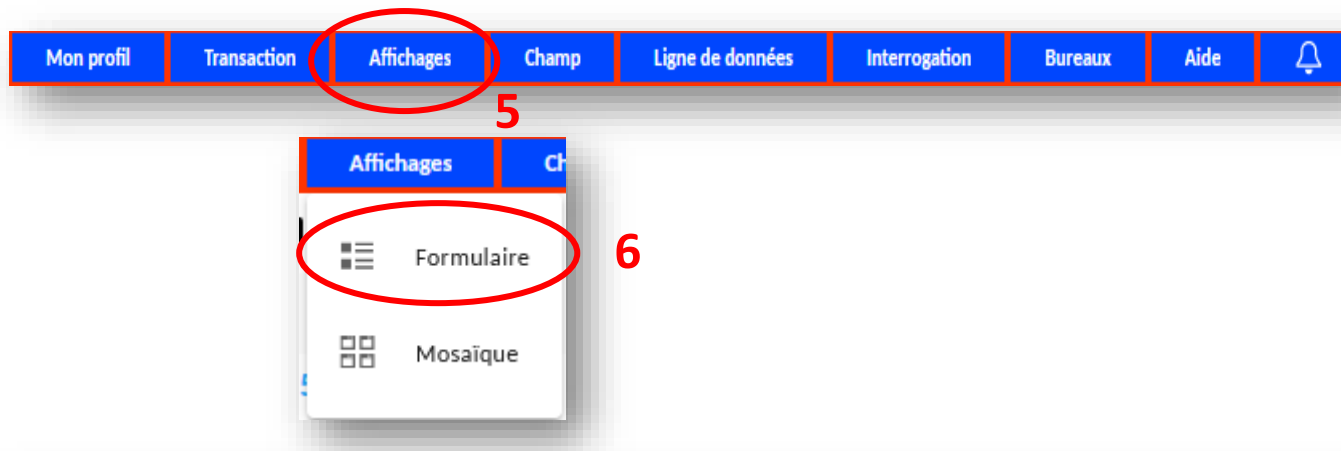 Mon profil Transaction Affichages Champ Ligne de données Interrogation Bureaux Aide
5
Affichages
Formulaire
6
Mosaïque